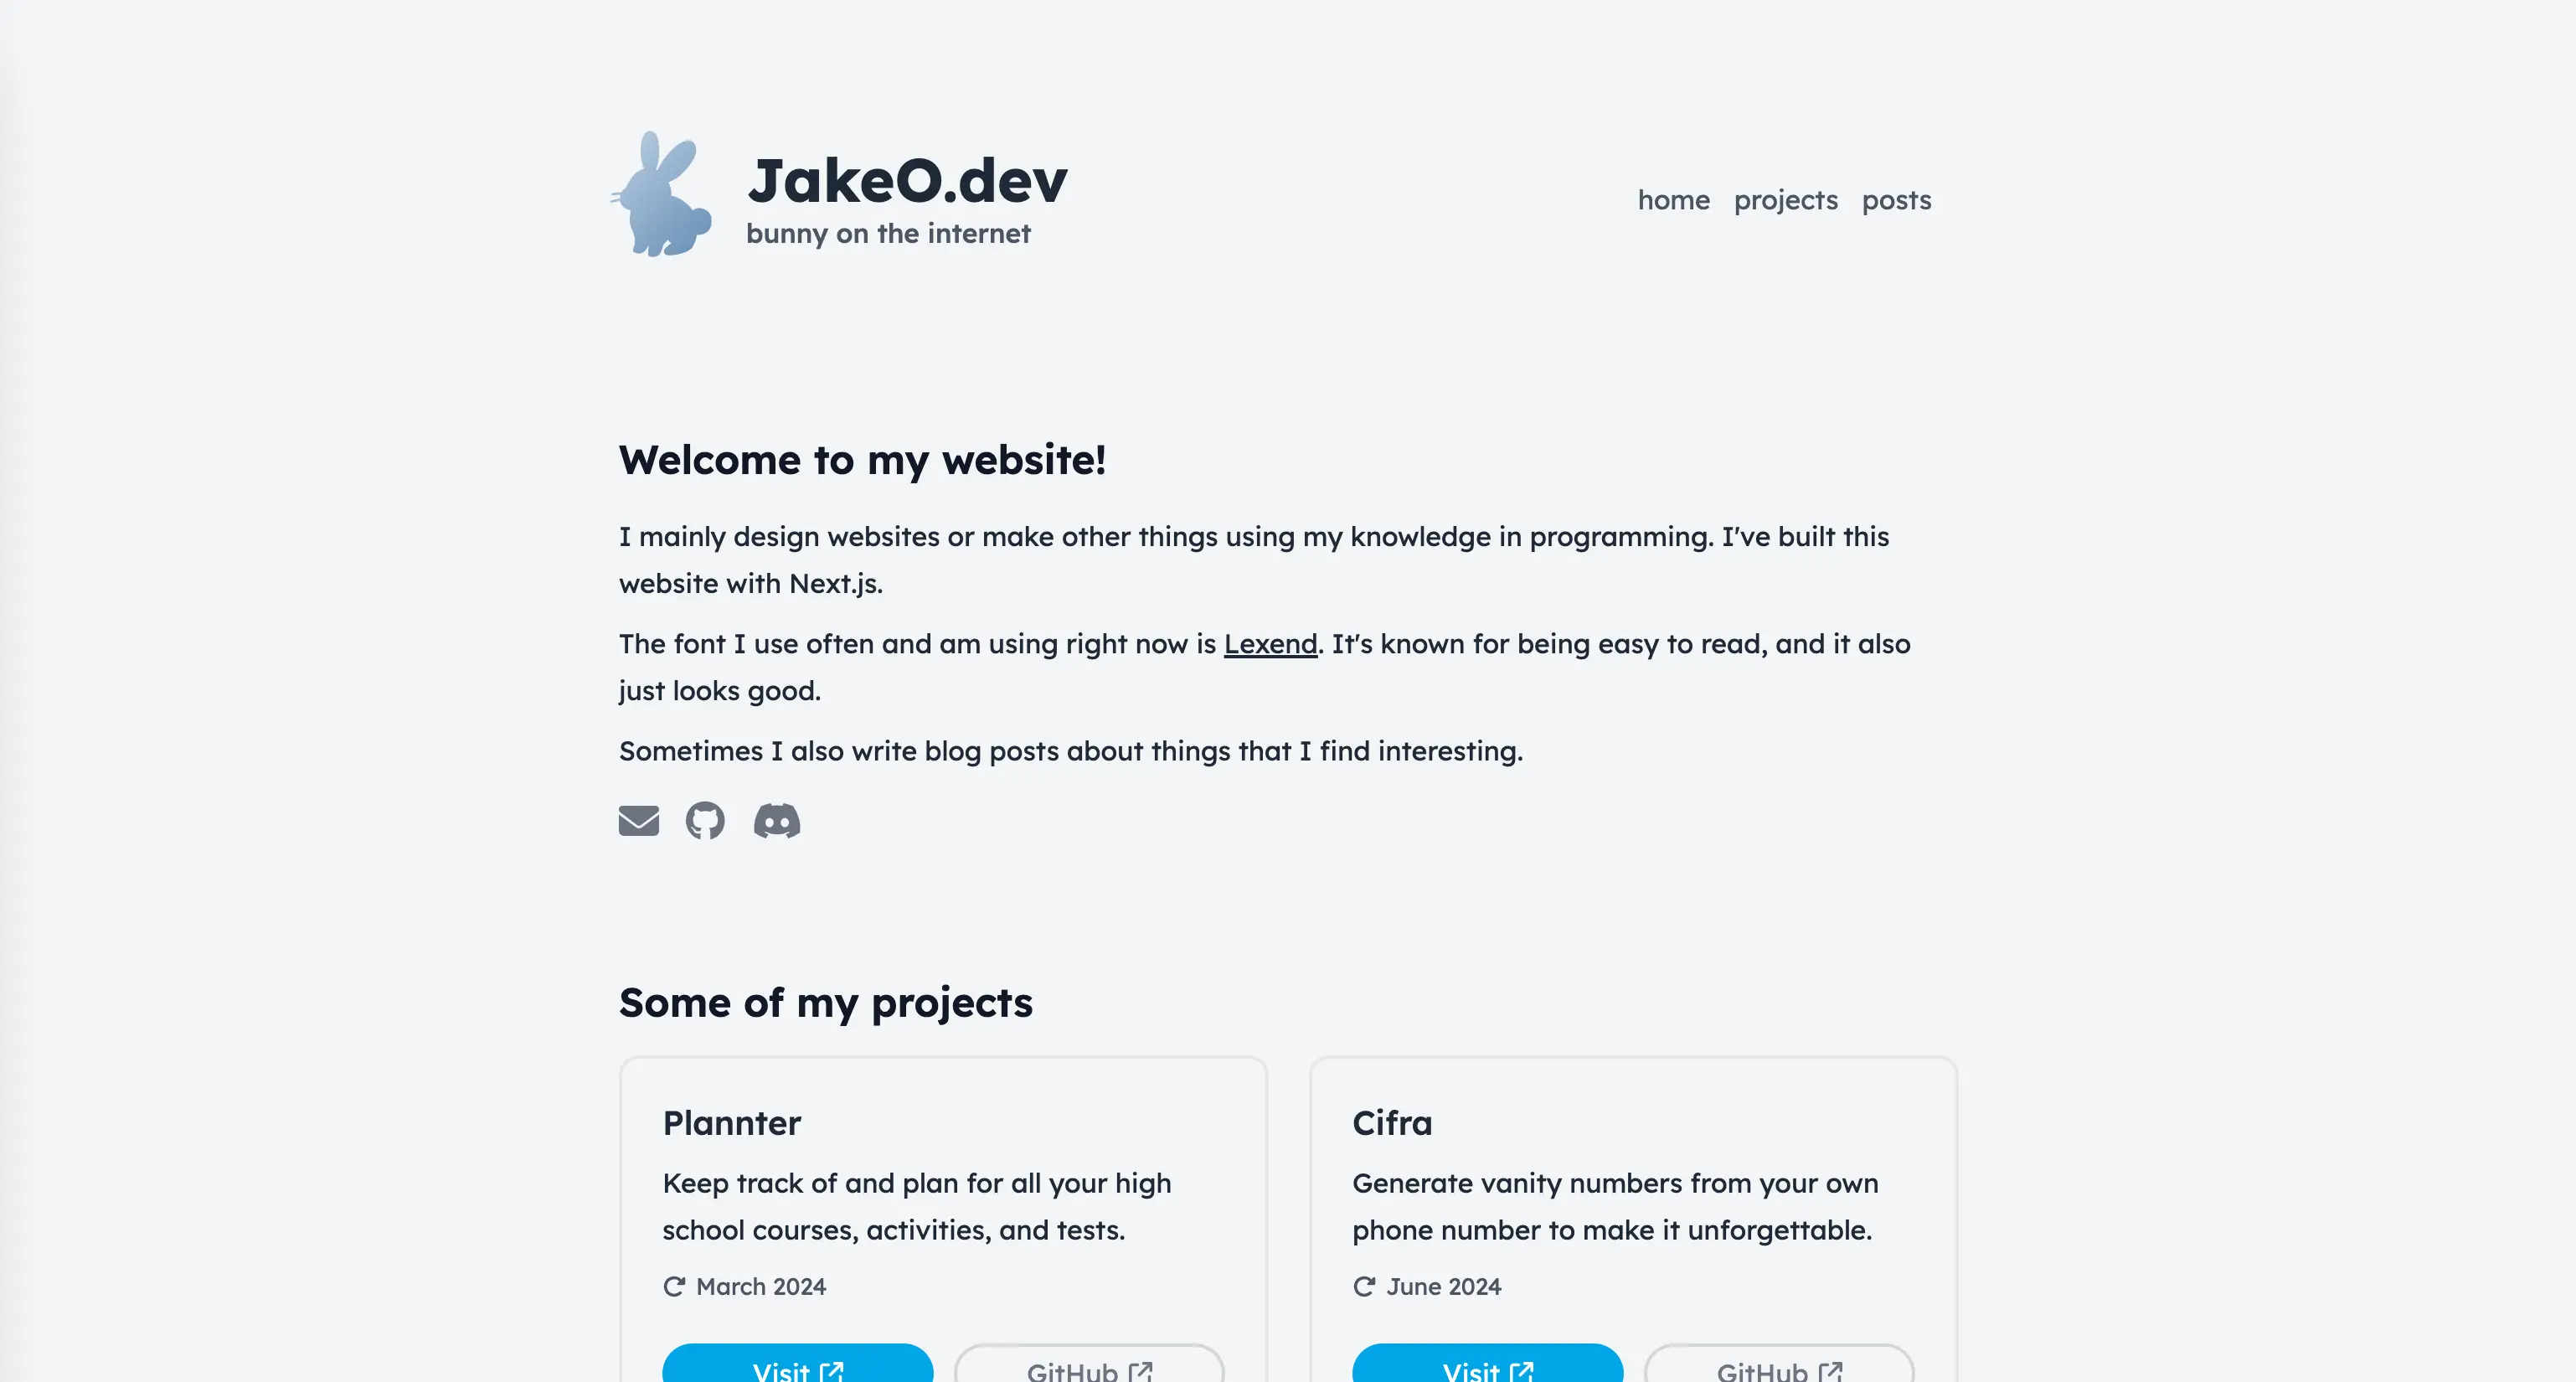 JakeO.dev
bunny on the internet
home projects posts
Welcome to my website!
I mainly design websites or make other things using my knowledge in programming. I've built this
website with Next.js.
The font I use often and am using right now is Lexend. It's known for being easy to read, and it also
just looks good.
Sometimes I also write blog posts about things that I find interesting.
Some of my projects
Plannter
Keep track of and plan for all your high
school courses, activities, and tests.
March 2024
Visit
GitHub
Cifra
Generate vanity numbers from your own
phone number to make it unforgettable.
June 2024
Visit
GitHub